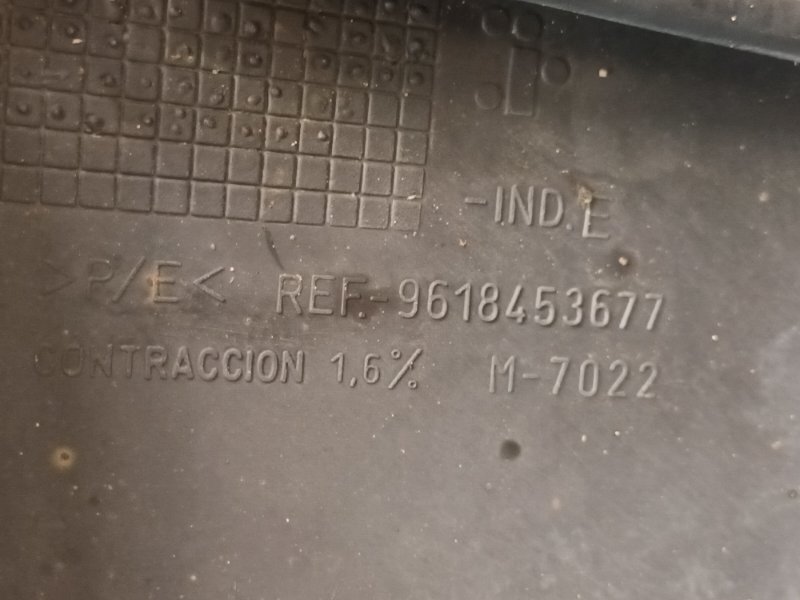 -IND.E
>P/E< REF.-9618453677
CONTRACCION 1,6% M-7022